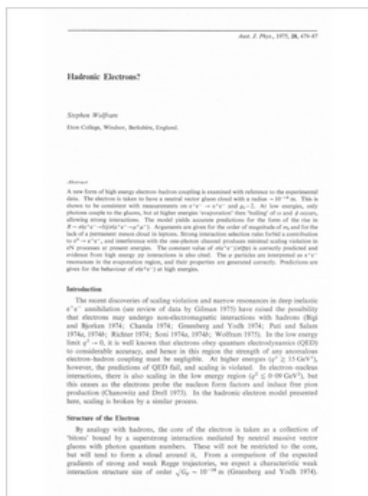 Aust. J. Phys., 1975, 28, 479-87
Hadronic Electrons?
Stephen Wolfram
Eton College, Windsor, Berkshire, England.
Abstract
A new form of high energy electron-hadron coupling is examined with reference to the experimental
data. The electron is taken to have a neutral vector gluon cloud with a radius This is
shown to be consistent with measurements on At low energies, only
photons couple to the gluons, but at higher energies 'evaporation' then 'boiling' of occurs,
allowing strong interactions. The model yields accurate predictions for the form of the rise in
Arguments are given for the order of magnitude of and for the
lack of a permanent meson cloud in leptons. Strong interaction selection rules forbid a contribution
to and interference with the one-photon channel produces minimal scaling violation in
eN processes at present energies. The constant value of is correctly predicted and
evidence from high energy interactions is also cited. The particles are interpreted as
resonances in the evaporation region, and their properties are generated correctly. Predictions are
given for the behaviour of at high energies.
Introduction
The recent discoveries of scaling violation and narrow resonances in deep inelastic
e⁺e⁻ annihilation (see review of data by Gilman 1975) have raised the possibility
that electrons may undergo nonelectromagnetic interactions with hadrons (Bigi
and Bjorken 1974; Chanda 1974; Greenberg and Yodh 1974; Pati and Salam
1974a, 1974b; Richter 1974; Soni 1974a, 1974b; Wolfram 1975). In the low energy
limit q² → 0, it is well known that electrons obey quantum electrodynamics (QED)
to considerable accuracy, and hence in this region the strength of any anomalous
electron-hadron coupling must be negligible. At higher energies (q² ≳ 15 GeV²),
however, the predictions of QED fail, and scaling is violated. In electron-nucleon
interactions, there is also scaling in the low energy region but
this ceases as the electrons probe the nucleon form factors and induce free pion
production (Chanowitz and Drell 1973). In the hadronic electron model presented
here, scaling is broken by a similar process.
Structure of the Electron
By analogy with hadrons, the core of the electron is taken as a collection of
bound by a superstrong interaction mediated by neutral massive vector
gluons with photon quantum numbers. These will not be restricted to the core,
but will tend to form a cloud around it. From a comparison of the expected
gradients of strong and weak Regge trajectories, we expect a characteristic weak
interaction structure size of order (Greenberg and Yodh 1974).